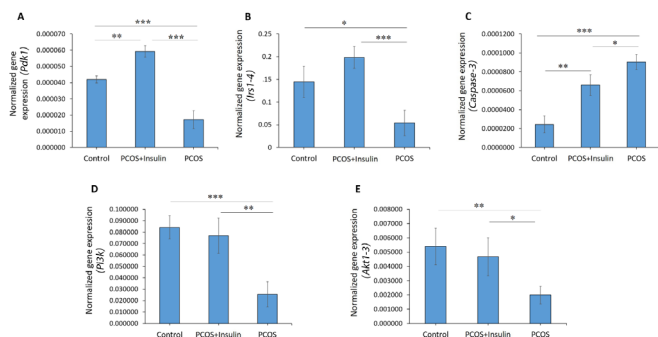 A
***
**
***
0.000070
0.000060
0.000050
0.000040
0.000030
0.000020
0.000010
0.000000
Normalized gene
expression (Pdk1)
Control
PCOS+Insulin
PCOS
B
*
***
0.25
0.2
0.15
0.1
0.05
0
Normalized gene expression
(Irs1-4)
Control
PCOS+Insulin
PCOS
C
***
*
**
0.0001200
0.0001000
0.0000800
0.0000600
0.0000400
0.0000200
0.0000000
Normalized gene expression
(Caspase-3)
Control
PCOS+Insulin
PCOS
D
***
**
0.100000
0.090000
0.080000
0.070000
0.060000
0.050000
0.040000
0.030000
0.020000
0.010000
0.000000
Normalized gene expression
(Pi3k)
Control
PCOS+Insulin
PCOS
E
**
*
0.008000
0.007000
0.006000
0.005000
0.004000
0.003000
0.002000
0.001000
0.000000
Normalized gene expression
(Akt1-3)
Control
PCOS+Insulin
PCOS